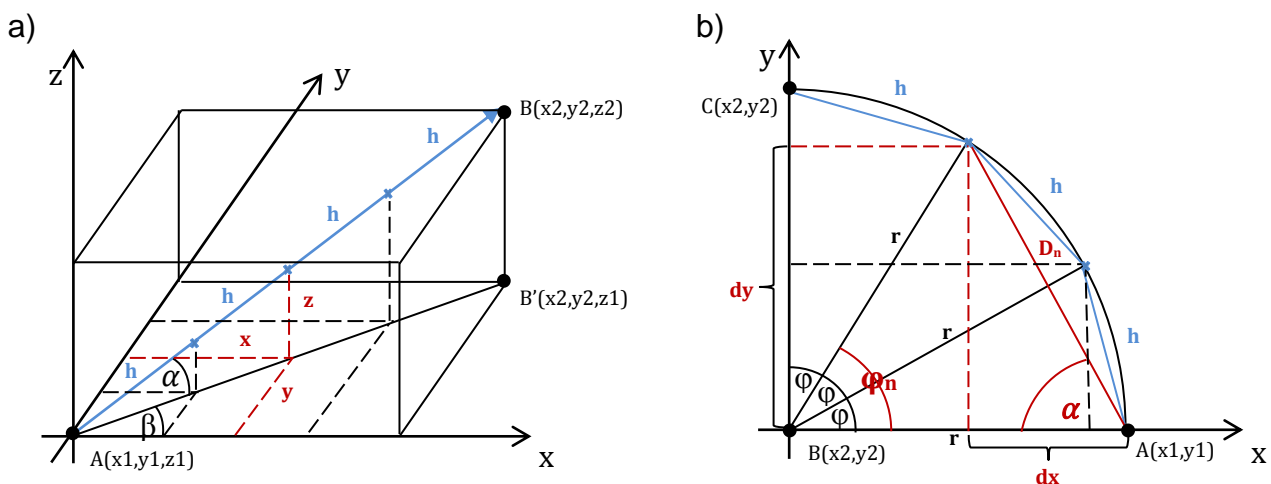 a)
z
y
B(x2,y2,z2)
h
h
h
z
B’(x2,y2,z1)
x
h
α
y
β
A(x1,y1,z1)
x
b)
y
h
C(x2,y2)
h
r
Dₙ
dy
r
h
φ
φ
φ
φₙ
α
B(x2,y2)
r
A(x1,y1)
x
dx